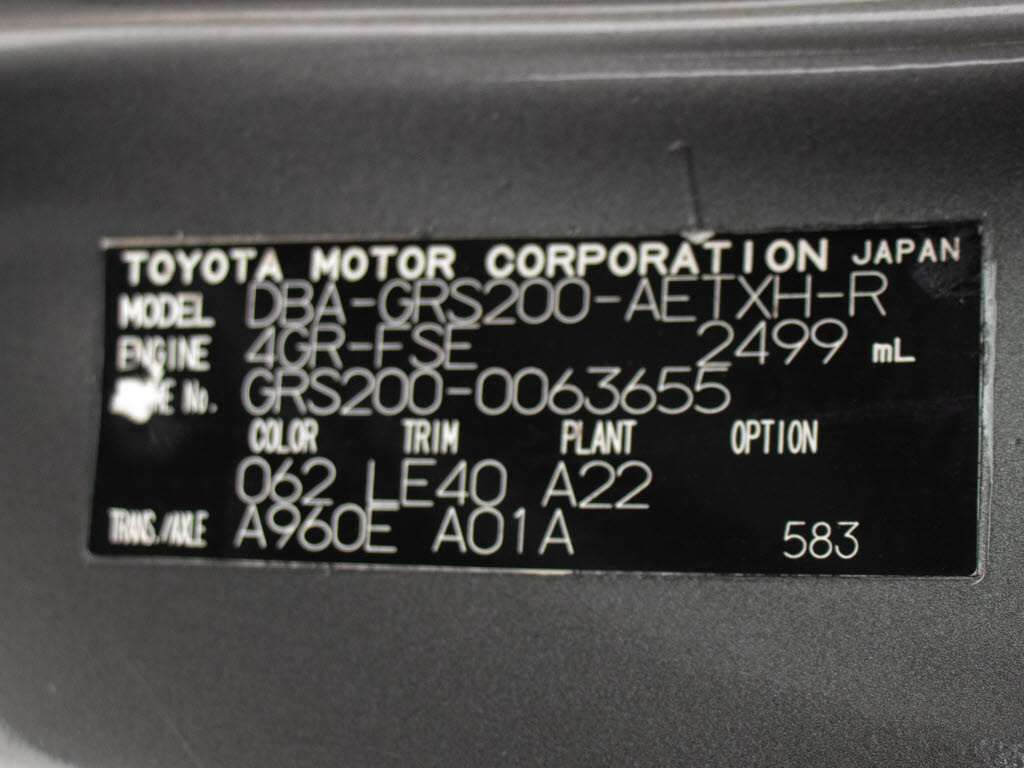 TOYOTA MOTOR CORPORATION JAPAN
MODEL DBA-GRS200-AETXH-R
ENGINE 4GR-FSE 2499 mL
No. GRS200-0063655
COLOR TRIM PLANT OPTION
062 LE40 A22
TRANS./AXLE A960E A01A 583